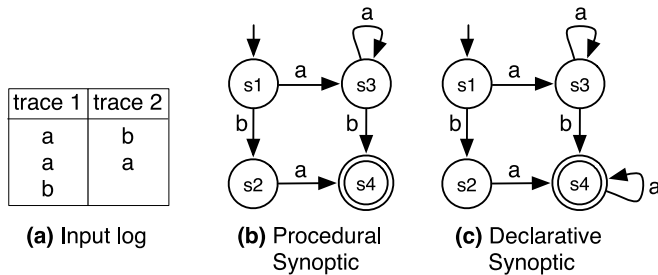 trace 1 trace 2
a b
a a
b
(a) Input log
a
s1 a s3
b b
s2 a s4
(b) Procedural
Synoptic
a
s1 a s3
b b
s2 a s4 a
(c) Declarative
Synoptic